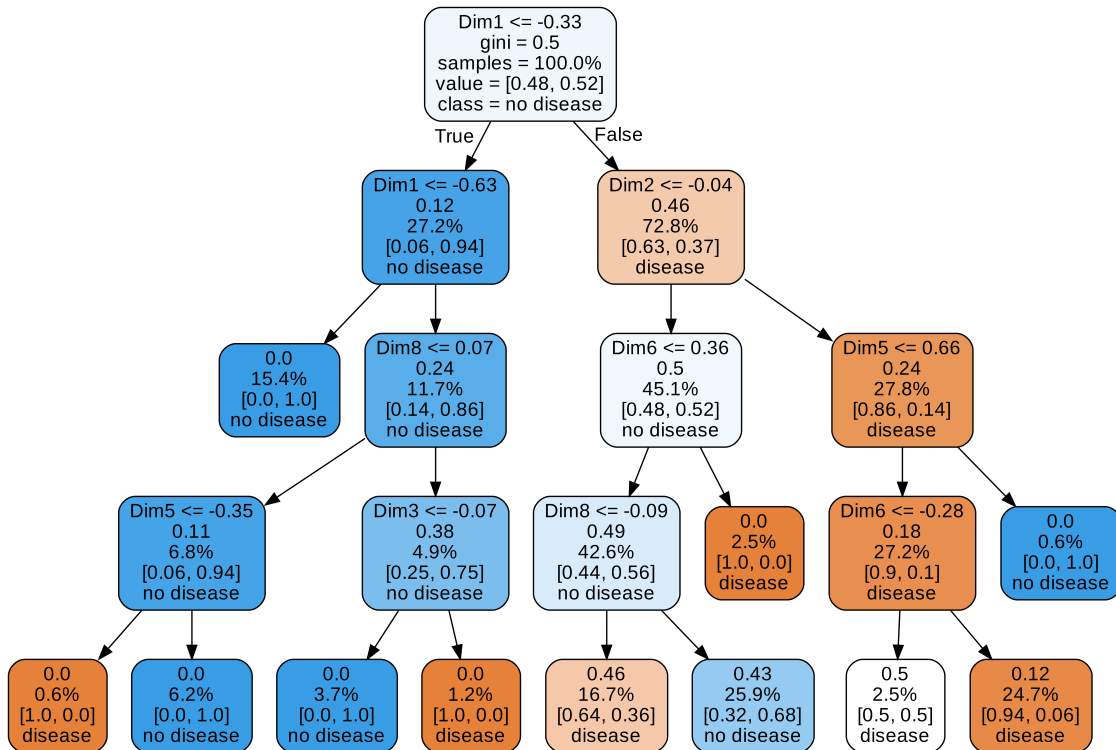 Dim1 <= -0.33
gini = 0.5
samples = 100.0%
value = [0.48, 0.52]
class = no disease
True
False
Dim1 <= -0.63
0.12
27.2%
[0.06, 0.94]
no disease
Dim2 <= -0.04
0.46
72.8%
[0.63, 0.37]
disease
0.0
15.4%
[0.0, 1.0]
no disease
Dim8 <= 0.07
0.24
11.7%
[0.14, 0.86]
no disease
Dim6 <= 0.36
0.5
45.1%
[0.48, 0.52]
no disease
Dim5 <= 0.66
0.24
27.8%
[0.86, 0.14]
disease
Dim5 <= -0.35
0.11
6.8%
[0.06, 0.94]
no disease
Dim3 <= -0.07
0.38
4.9%
[0.25, 0.75]
no disease
Dim8 <= -0.09
0.49
42.6%
[0.44, 0.56]
no disease
0.0
2.5%
[1.0, 0.0]
disease
Dim6 <= -0.28
0.18
27.2%
[0.9, 0.1]
disease
0.0
0.6%
[0.0, 1.0]
no disease
0.0
0.6%
[1.0, 0.0]
disease
0.0
6.2%
[0.0, 1.0]
no disease
0.0
3.7%
[0.0, 1.0]
no disease
0.0
1.2%
[1.0, 0.0]
disease
0.46
16.7%
[0.64, 0.36]
disease
0.43
25.9%
[0.32, 0.68]
no disease
0.5
2.5%
[0.5, 0.5]
disease
0.12
24.7%
[0.94, 0.06]
disease